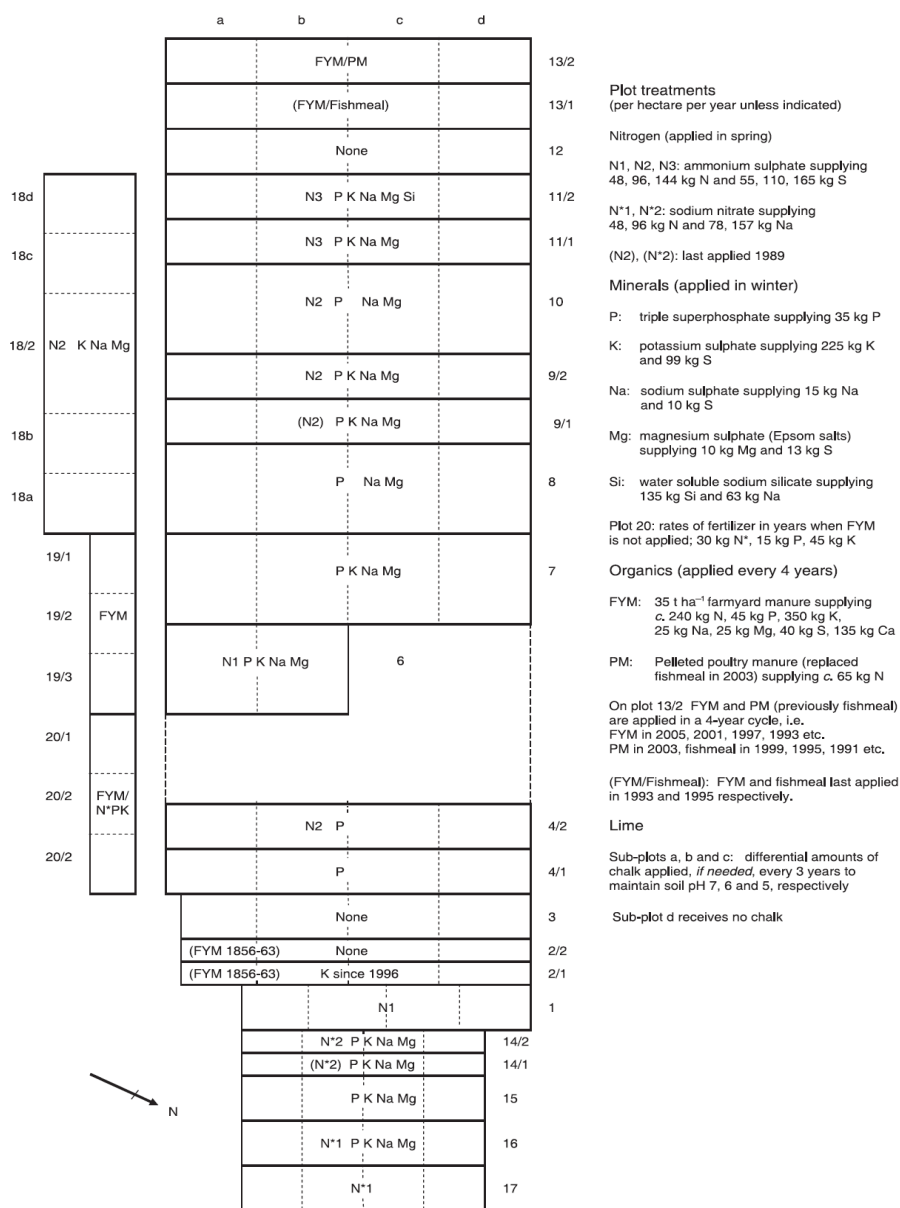 a b c d
FYM/PM 13/2
(FYM/Fishmeal) 13/1
None 12
18d N3 P K Na Mg Si 11/2
18c N3 P K Na Mg 11/1
N2 P Na Mg 10
18/2 N2 K Na Mg
N2 P K Na Mg 9/2
18b (N2) P K Na Mg 9/1
18a P Na Mg 8
19/1 P K Na Mg 7
19/2 FYM
19/3 N1 P K Na Mg 6
20/1
20/2 FYM/
N*PK
N2 P 4/2
20/2 P 4/1
None 3
(FYM 1856-63) None 2/2
(FYM 1856-63) K since 1996 2/1
N1 1
N*2 P K Na Mg 14/2
(N*2) P K Na Mg 14/1
P K Na Mg 15
N*1 P K Na Mg 16
N*1 17
N
Plot treatments
(per hectare per year unless indicated)
Nitrogen (applied in spring)
N1, N2, N3: ammonium sulphate supplying
48, 96, 144 kg N and 55, 110, 165 kg S
N*1, N*2: sodium nitrate supplying
48, 96 kg N and 78, 157 kg Na
(N2), (N*2): last applied 1989
Minerals (applied in winter)
P: triple superphosphate supplying 35 kg P
K: potassium sulphate supplying 225 kg K
and 99 kg S
Na: sodium sulphate supplying 15 kg Na
and 10 kg S
Mg: magnesium sulphate (Epsom salts)
supplying 10 kg Mg and 13 kg S
Si: water soluble sodium silicate supplying
135 kg Si and 63 kg Na
Plot 20: rates of fertilizer in years when FYM
is not applied; 30 kg N*, 15 kg P, 45 kg K
Organics (applied every 4 years)
FYM: 35 t ha⁻¹ farmyard manure supplying
c. 240 kg N, 45 kg P, 350 kg K,
25 kg Na, 25 kg Mg, 40 kg S, 135 kg Ca
PM: Pelleted poultry manure (replaced
fishmeal in 2003) supplying c. 65 kg N
On plot 13/2 FYM and PM (previously fishmeal)
are applied in a 4-year cycle, i.e.
FYM in 2005, 2001, 1997, 1993 etc.
PM in 2003, fishmeal in 1999, 1995, 1991 etc.
(FYM/Fishmeal): FYM and fishmeal last applied
in 1993 and 1995 respectively.
Lime
Sub-plots a, b and c: differential amounts of
chalk applied, if needed, every 3 years to
maintain soil pH 7, 6 and 5, respectively
Sub-plot d receives no chalk